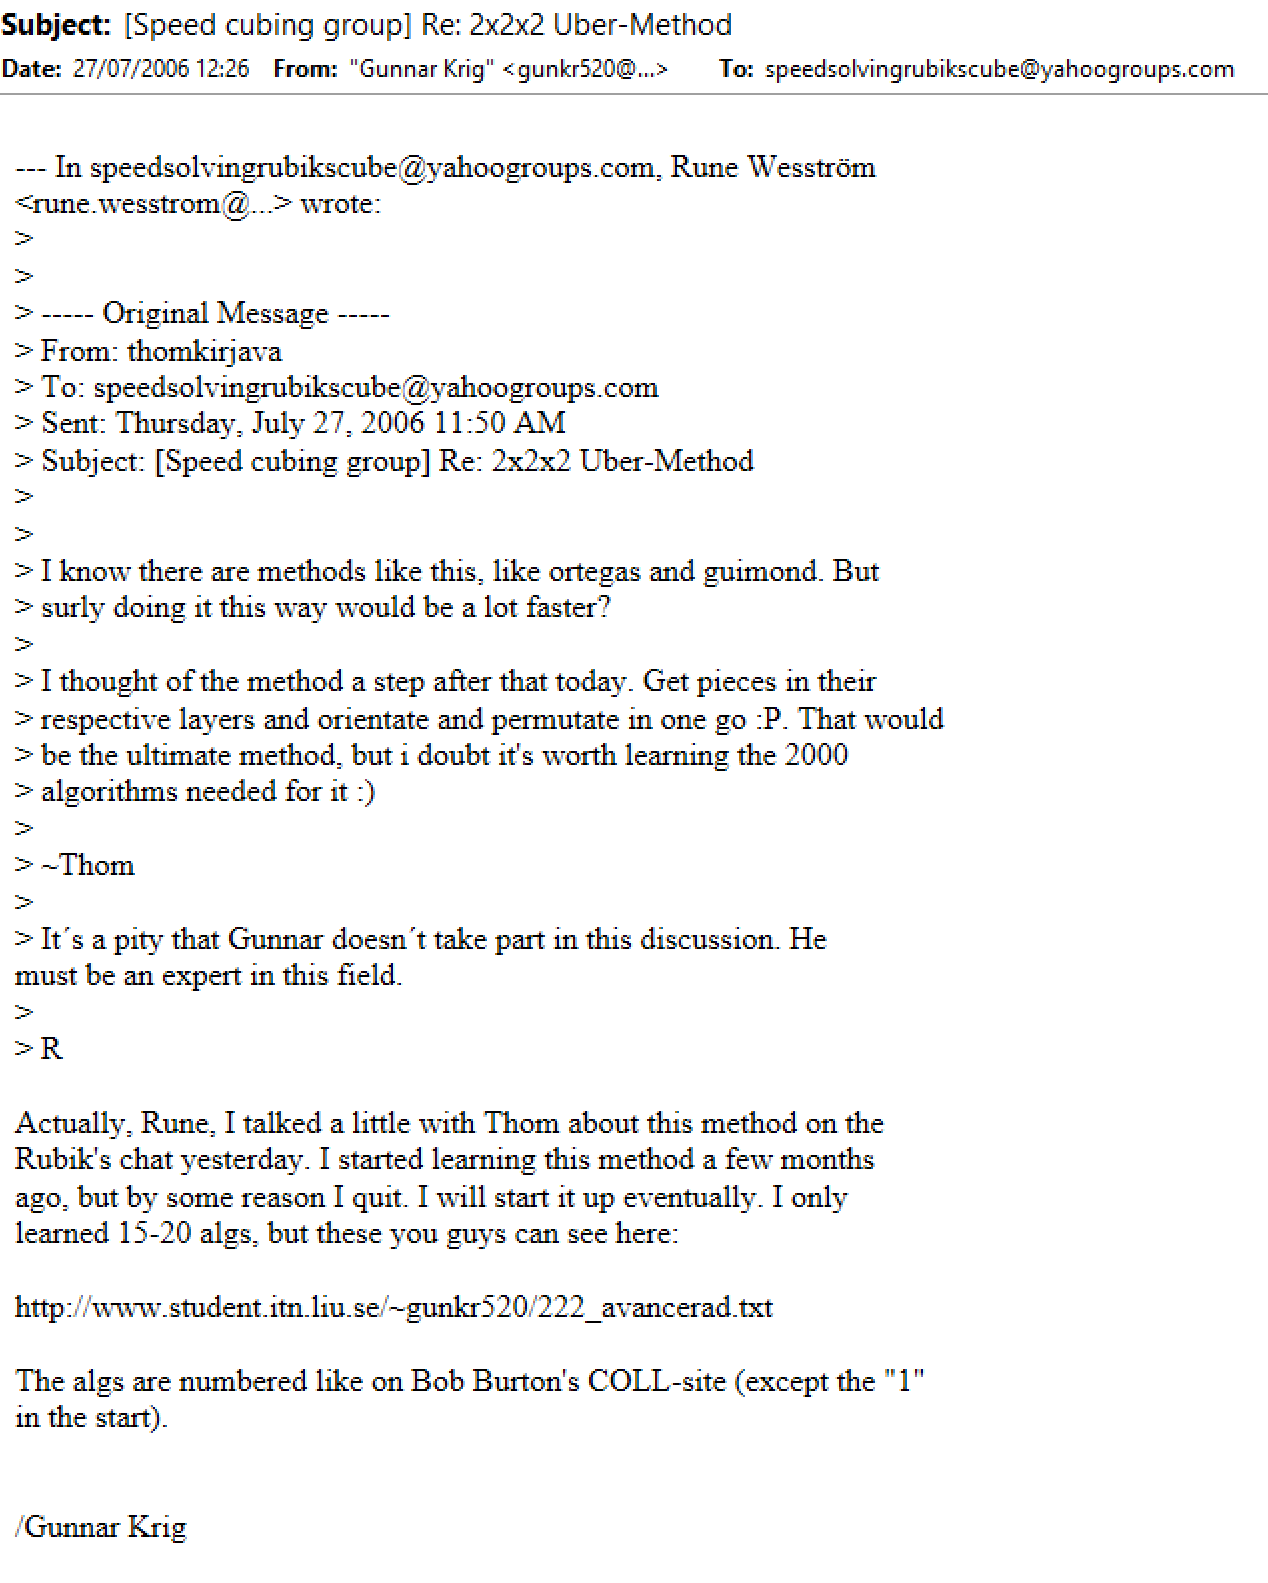 Subject: [Speed cubing group] Re: 2x2x2 Uber-Method
Date: 27/07/2006 12:26 From: "Gunnar Krig" <gunkr520@...> To: speedsolvingrubikscube@yahoogroups.com
--- In speedsolvingrubikscube@yahoogroups.com, Rune Wesström
<rune.wesstrom@...> wrote:
>
>
> ----- Original Message -----
> From: thomkirjava
> To: speedsolvingrubikscube@yahoogroups.com
> Sent: Thursday, July 27, 2006 11:50 AM
> Subject: [Speed cubing group] Re: 2x2x2 Uber-Method
>
>
> I know there are methods like this, like ortegas and guimond. But
> surly doing it this way would be a lot faster?
>
> I thought of the method a step after that today. Get pieces in their
> respective layers and orientate and permutate in one go :P. That would
> be the ultimate method, but i doubt it's worth learning the 2000
> algorithms needed for it :)
>
> ~Thom
>
> It´s a pity that Gunnar doesn´t take part in this discussion. He
must be an expert in this field.
>
> R
Actually, Rune, I talked a little with Thom about this method on the
Rubik's chat yesterday. I started learning this method a few months
ago, but by some reason I quit. I will start it up eventually. I only
learned 15-20 algs, but these you guys can see here:
http://www.student.itn.liu.se/~gunkr520/222_avancerad.txt
The algs are numbered like on Bob Burton's COLL-site (except the "1"
in the start).
/Gunnar Krig